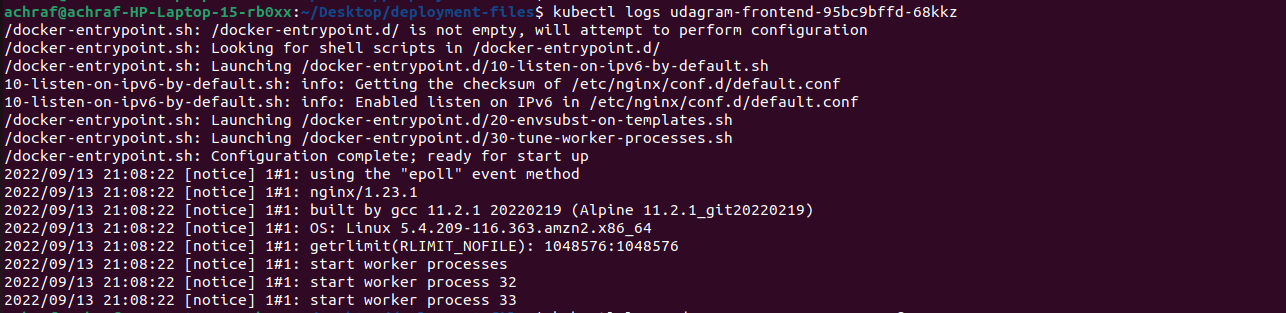 achraf@achraf-HP-Laptop-15-rb0xx:~/Desktop/deployment-files$ kubectl logs udagram-frontend-95bc9bffd-68kkz
/docker-entrypoint.sh: /docker-entrypoint.d/ is not empty, will attempt to perform configuration
/docker-entrypoint.sh: Looking for shell scripts in /docker-entrypoint.d/
/docker-entrypoint.sh: Launching /docker-entrypoint.d/10-listen-on-ipv6-by-default.sh
10-listen-on-ipv6-by-default.sh: info: Getting the checksum of /etc/nginx/conf.d/default.conf
10-listen-on-ipv6-by-default.sh: info: Enabled listen on IPv6 in /etc/nginx/conf.d/default.conf
/docker-entrypoint.sh: Launching /docker-entrypoint.d/20-envsubst-on-templates.sh
/docker-entrypoint.sh: Launching /docker-entrypoint.d/30-tune-worker-processes.sh
/docker-entrypoint.sh: Configuration complete; ready for start up
2022/09/13 21:08:22 [notice] 1#1: using the "epoll" event method
2022/09/13 21:08:22 [notice] 1#1: nginx/1.23.1
2022/09/13 21:08:22 [notice] 1#1: built by gcc 11.2.1 20220219 (Alpine 11.2.1_git20220219)
2022/09/13 21:08:22 [notice] 1#1: OS: Linux 5.4.209-116.363.amzn2.x86_64
2022/09/13 21:08:22 [notice] 1#1: getrlimit(RLIMIT_NOFILE): 1048576:1048576
2022/09/13 21:08:22 [notice] 1#1: start worker processes
2022/09/13 21:08:22 [notice] 1#1: start worker process 32
2022/09/13 21:08:22 [notice] 1#1: start worker process 33